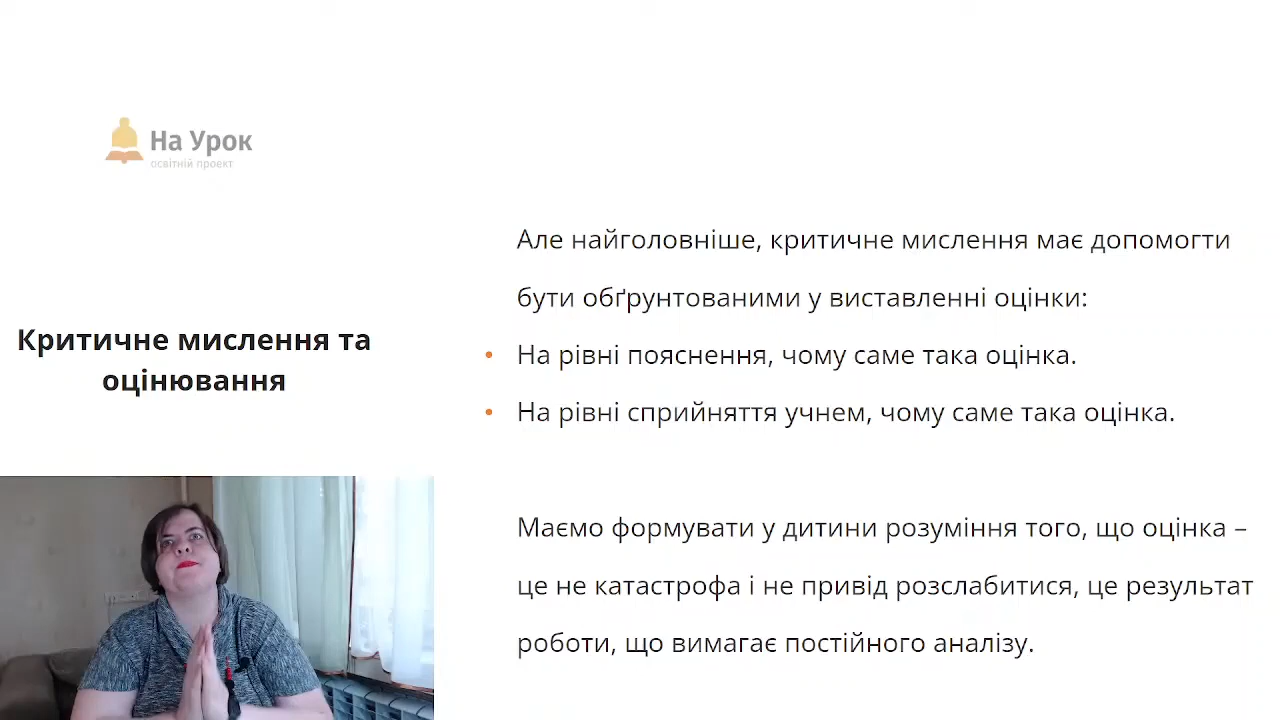 На Урок
освітній проект
Критичне мислення та
оцінювання
Але найголовніше, критичне мислення має допомогти
бути обґрунтованими у виставленні оцінки:
• На рівні пояснення, чому саме така оцінка.
• На рівні сприйняття учнем, чому саме така оцінка.
Маємо формувати у дитини розуміння того, що оцінка –
це не катастрофа і не привід розслабитися, це результат
роботи, що вимагає постійного аналізу.